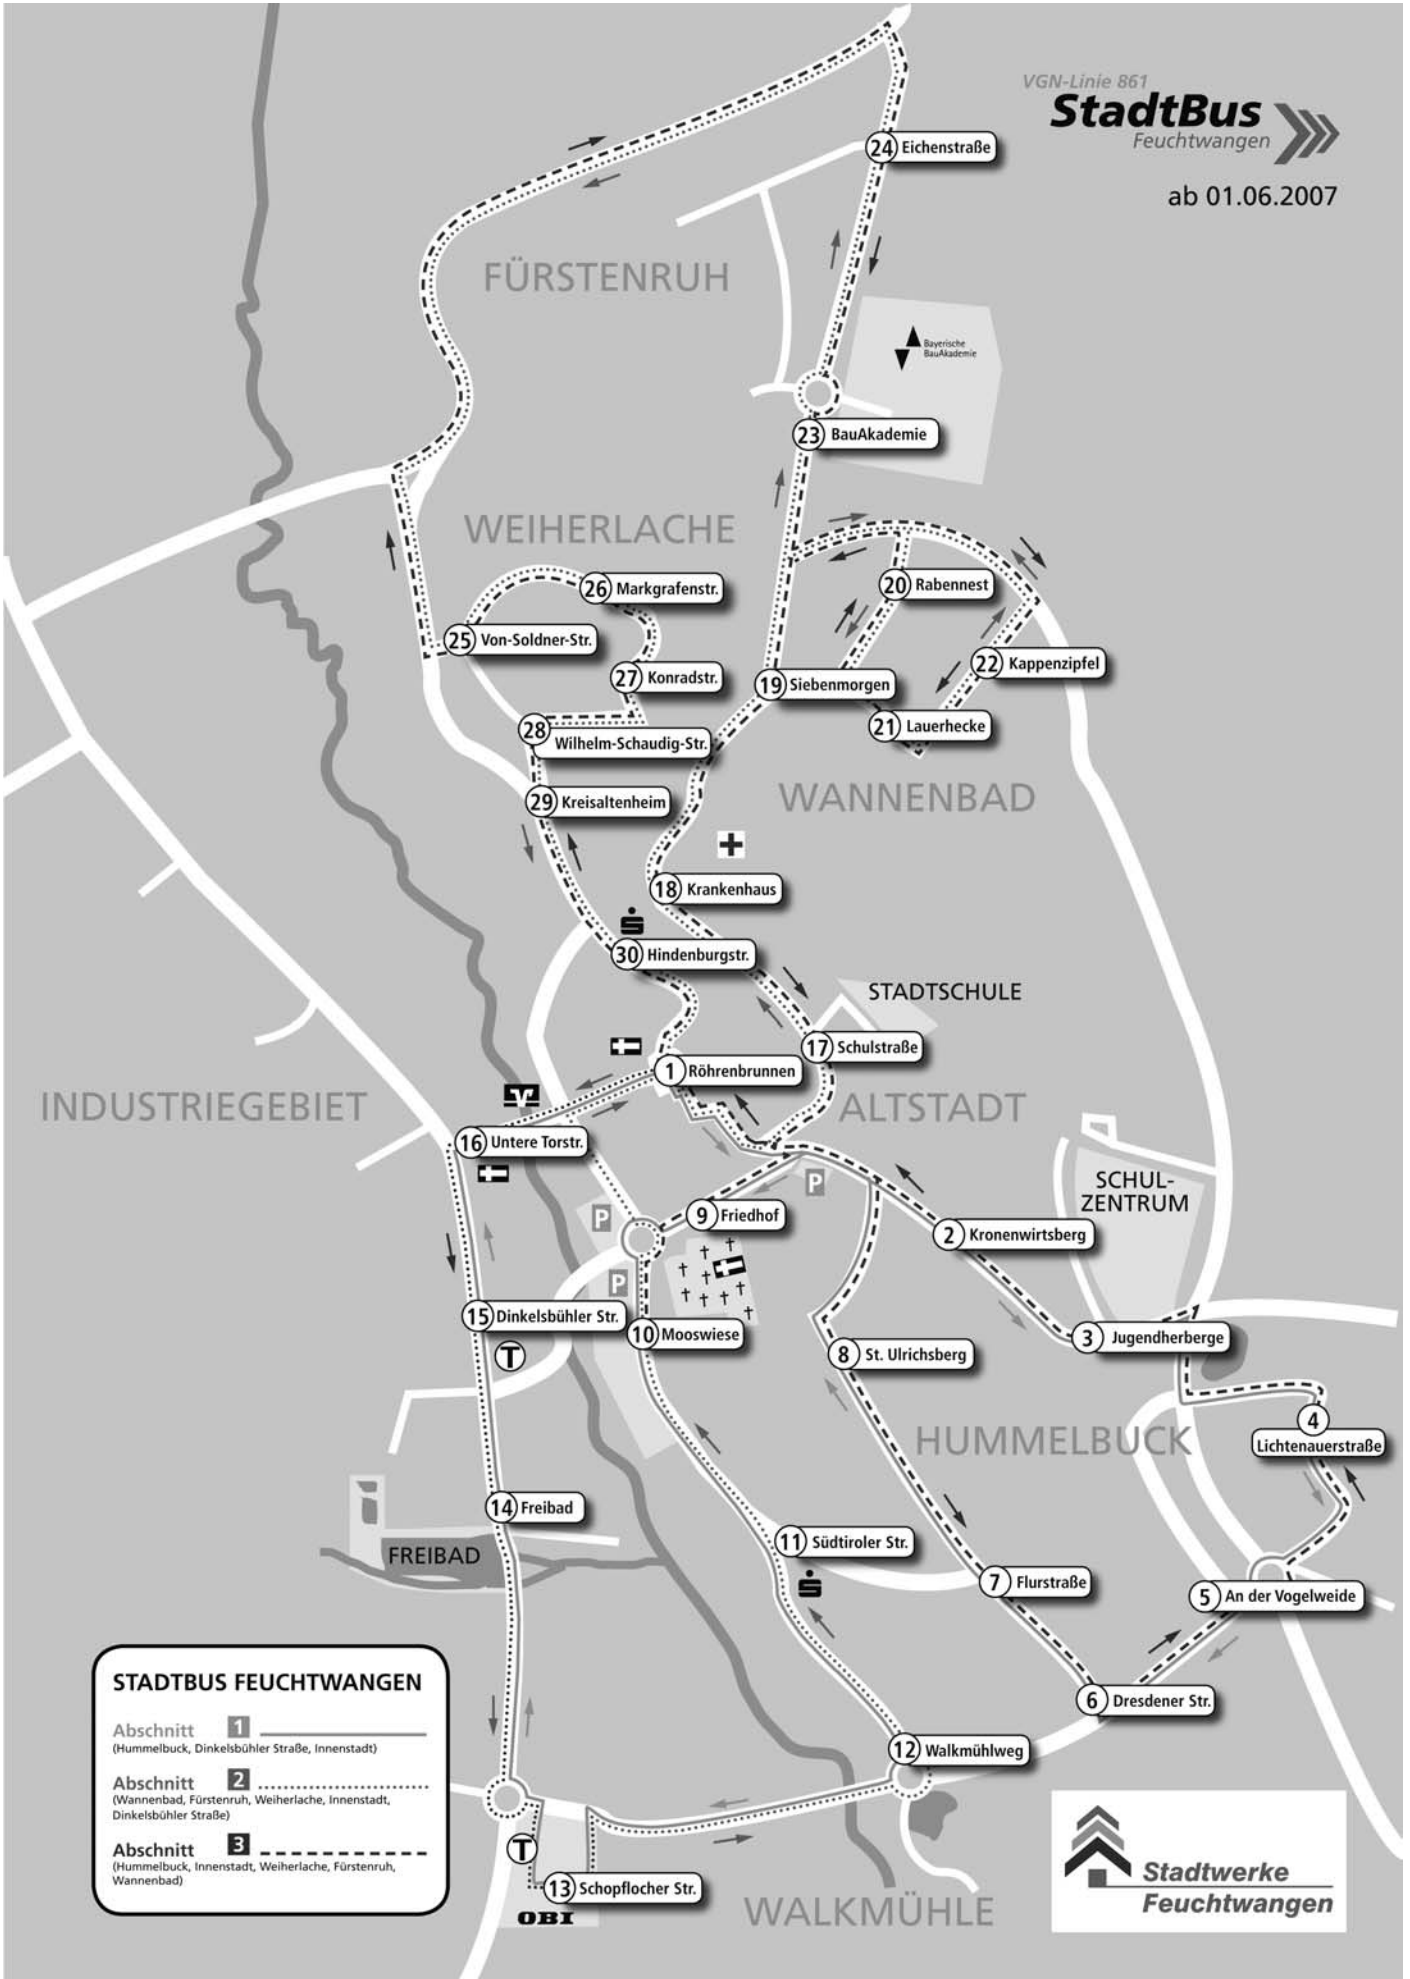 VGN-Linie 861
StadtBus
Feuchtwangen
ab 01.06.2007
24 Eichenstraße
FÜRSTENRUH
Bayerische
BauAkademie
23 BauAkademie
WEIHERLACHE
26 Markgrafenstr.
20 Rabennest
25 Von-Soldner-Str.
22 Kappenzipfel
27 Konradstr.
19 Siebenmorgen
21 Lauerhecke
28 Wilhelm-Schaudig-Str.
WANNENBAD
29 Kreisaltenheim
18 Krankenhaus
30 Hindenburgstr.
STADTSCHULE
17 Schulstraße
1 Röhrenbrunnen
INDUSTRIEGEBIET
ALTSTADT
16 Untere Torstr.
SCHUL-
ZENTRUM
P
P
9 Friedhof
2 Kronenwirtsberg
P
15 Dinkelsbühler Str.
10 Mooswiese
3 Jugendherberge
T
8 St. Ulrichsberg
HUMMELBUCK
4
Lichtenauerstraße
14 Freibad
FREIBAD
11 Südtiroler Str.
7 Flurstraße
5 An der Vogelweide
6 Dresdener Str.
12 Walkmühlweg
T
13 Schopflocher Str.
OBI
WALKMÜHLE
STADTBUS FEUCHTWANGEN
Abschnitt 1
(Hummelbuck, Dinkelsbühler Straße, Innenstadt)
Abschnitt 2
(Wannenbad, Fürstenruh, Weiherlache, Innenstadt,
Dinkelsbühler Straße)
Abschnitt 3
(Hummelbuck, Innenstadt, Weiherlache, Fürstenruh,
Wannenbad)
Stadtwerke
Feuchtwangen